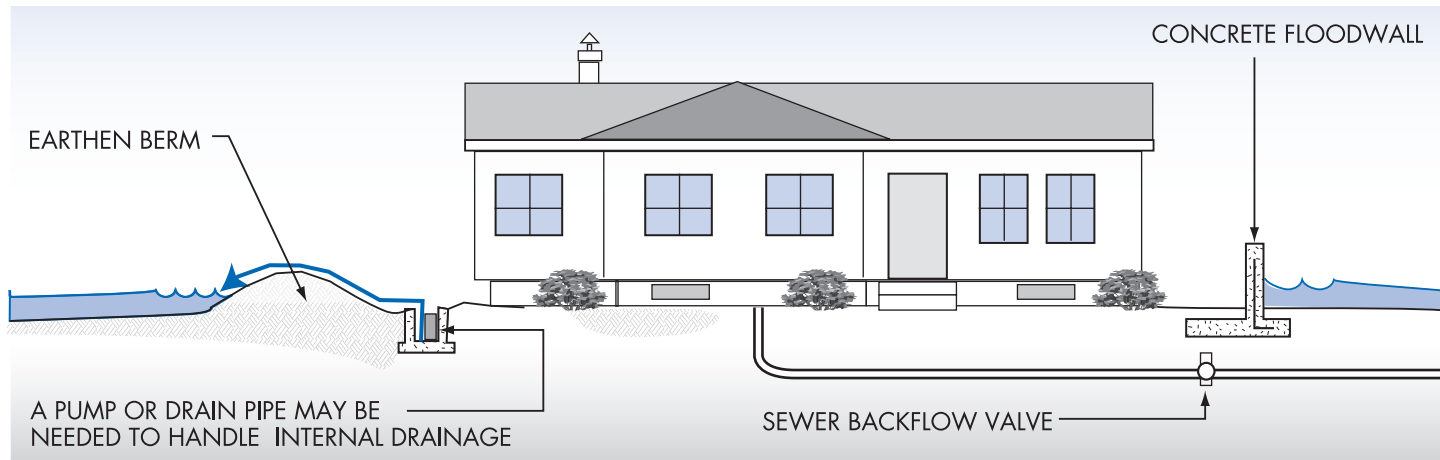 CONCRETE FLOODWALL
EARTHEN BERM
A PUMP OR DRAIN PIPE MAY BE
NEEDED TO HANDLE INTERNAL DRAINAGE
SEWER BACKFLOW VALVE